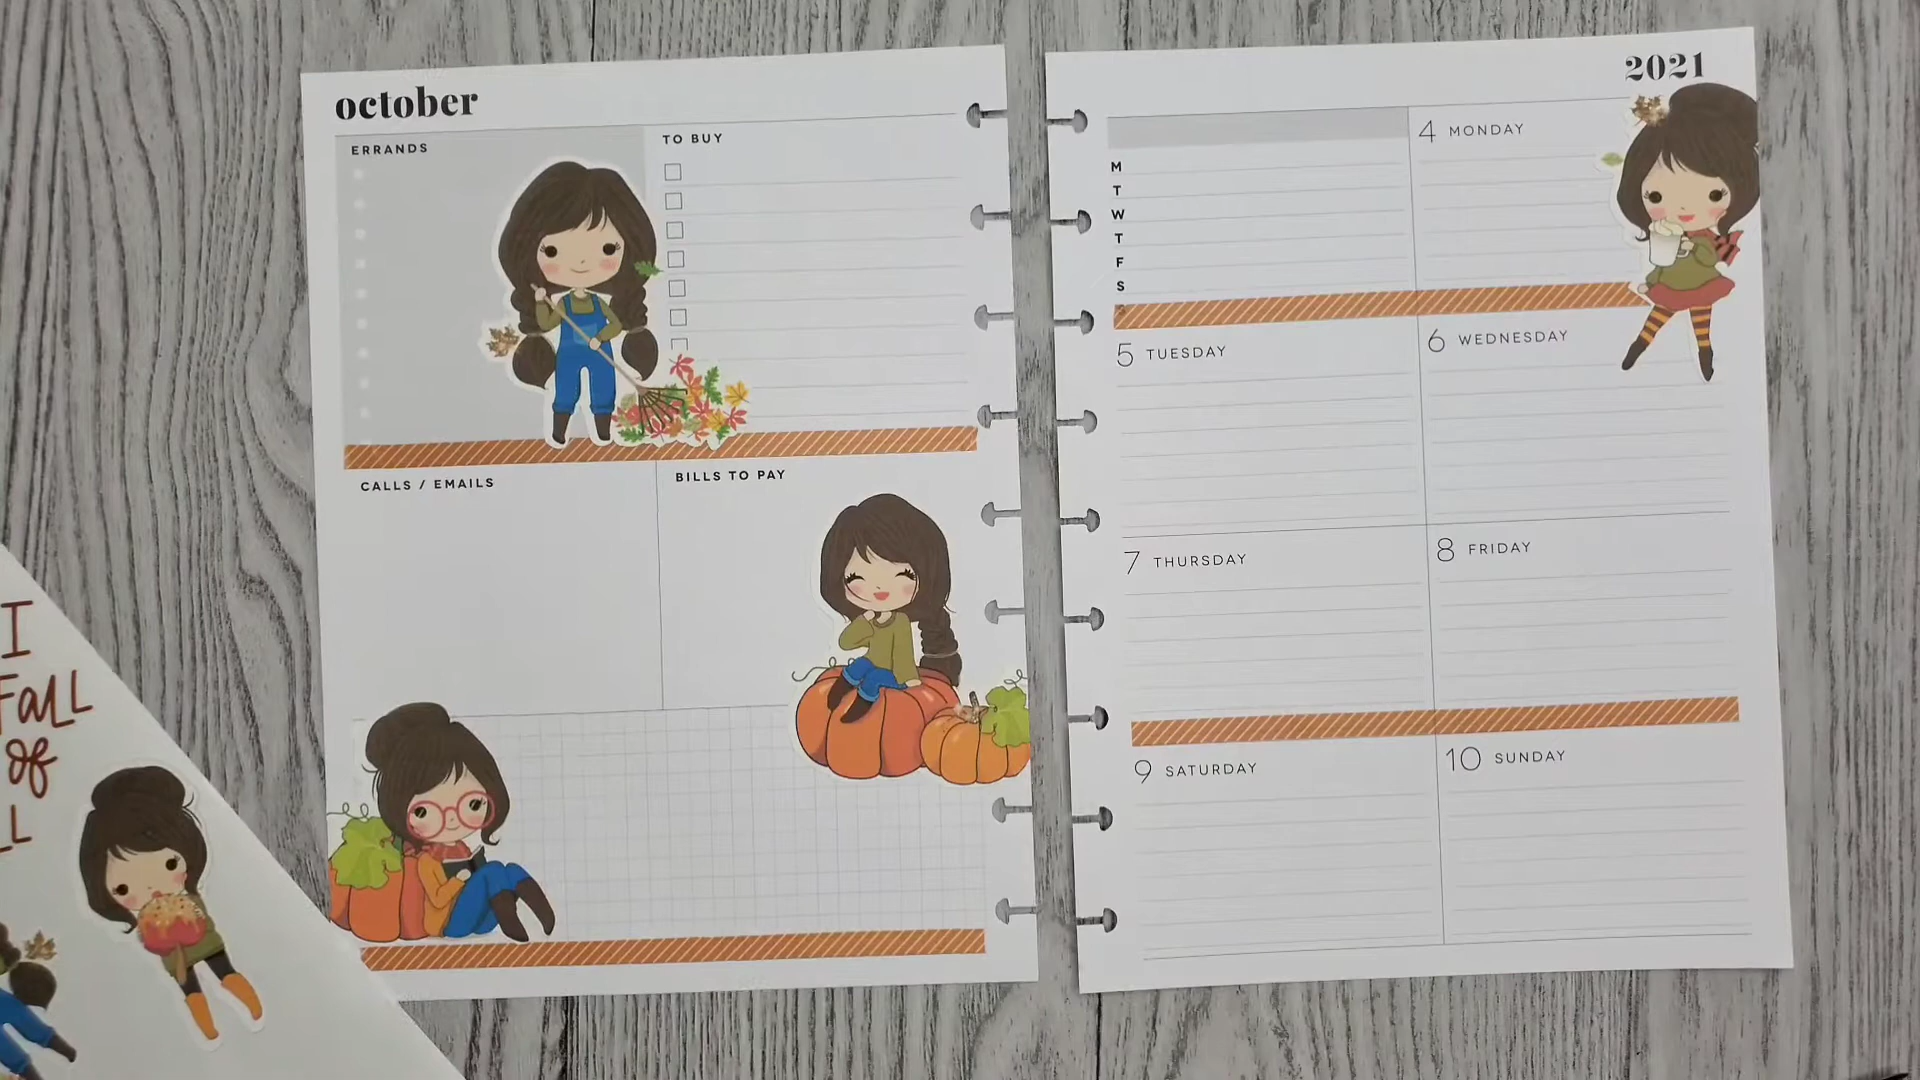 october
ERRANDS
TO BUY
CALLS / EMAILS
BILLS TO PAY
2021
M
T
W
T
F
S
4 MONDAY
5 TUESDAY
6 WEDNESDAY
7 THURSDAY
8 FRIDAY
9 SATURDAY
10 SUNDAY
I
Fall
of